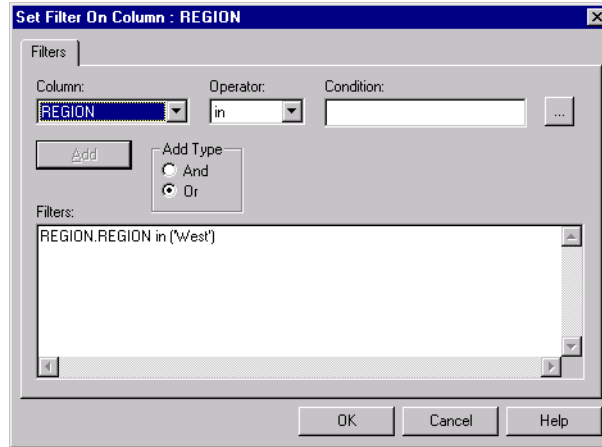 Set Filter On Column : REGION
Filters
Column: Operator: Condition:
REGION in ...
Add
Add Type
And
Or
Filters:
REGION.REGION in ('West')
OK Cancel Help